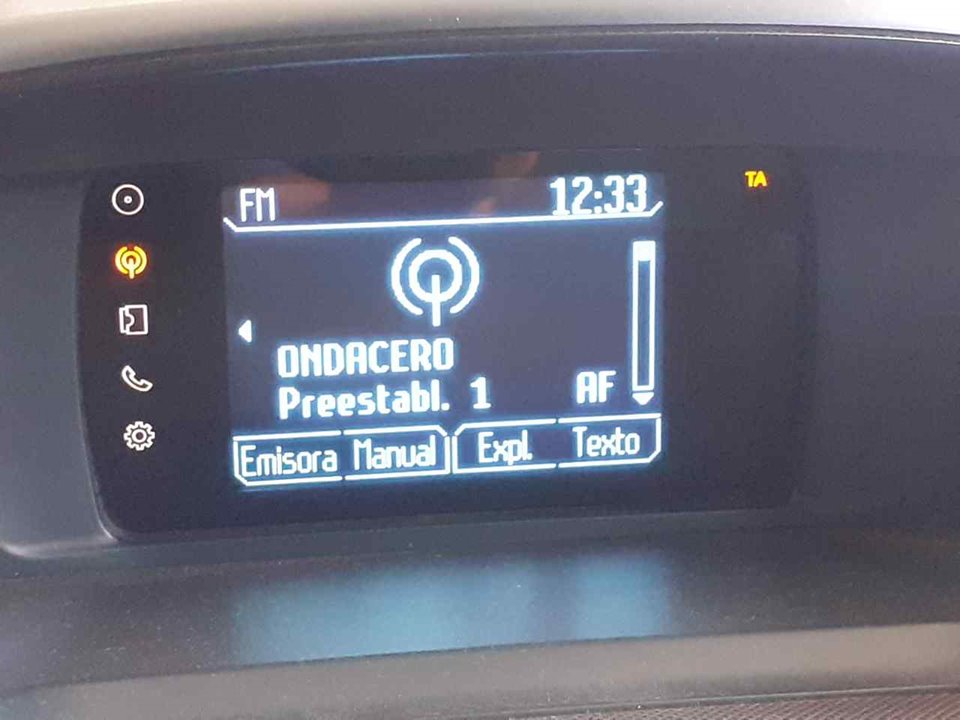 FM 12:33 TA
ONDACERO
Preestabl. 1 AF
Emisora Manual Expl. Texto